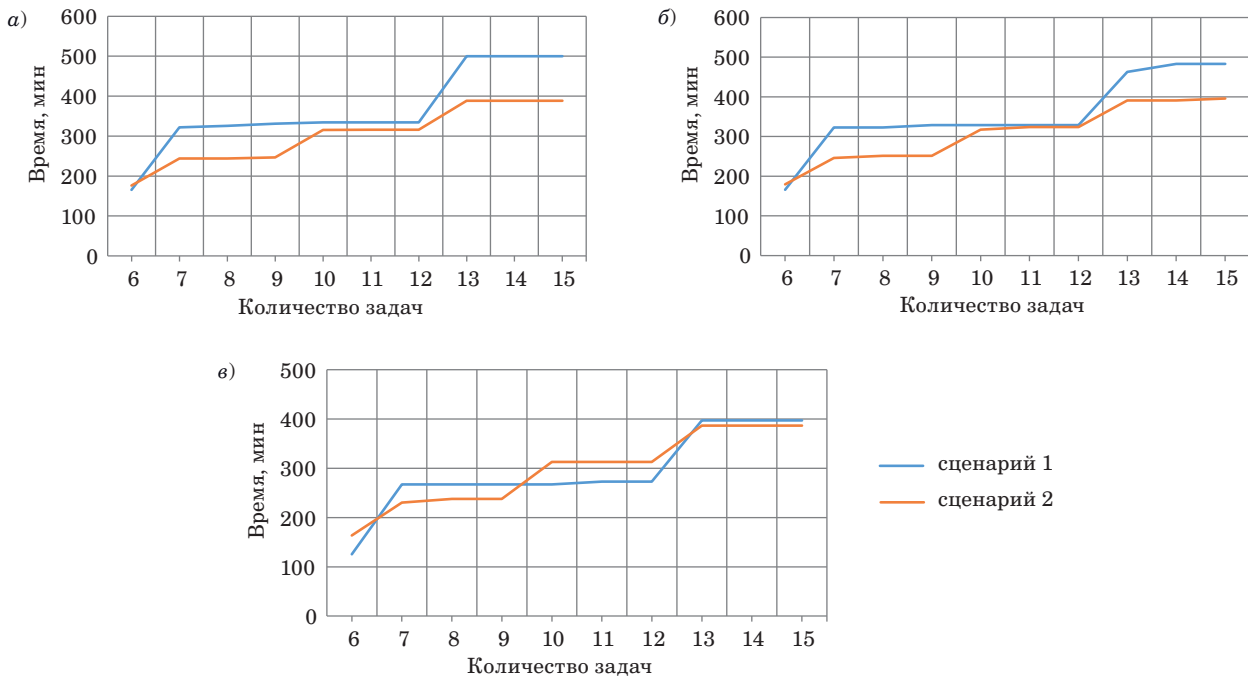 а)
600
500
400
300
200
100
0
Время, мин
6 7 8 9 10 11 12 13 14 15
Количество задач
б)
600
500
400
300
200
100
0
Время, мин
6 7 8 9 10 11 12 13 14 15
Количество задач
в)
500
400
300
200
100
0
Время, мин
6 7 8 9 10 11 12 13 14 15
Количество задач
сценарий 1
сценарий 2